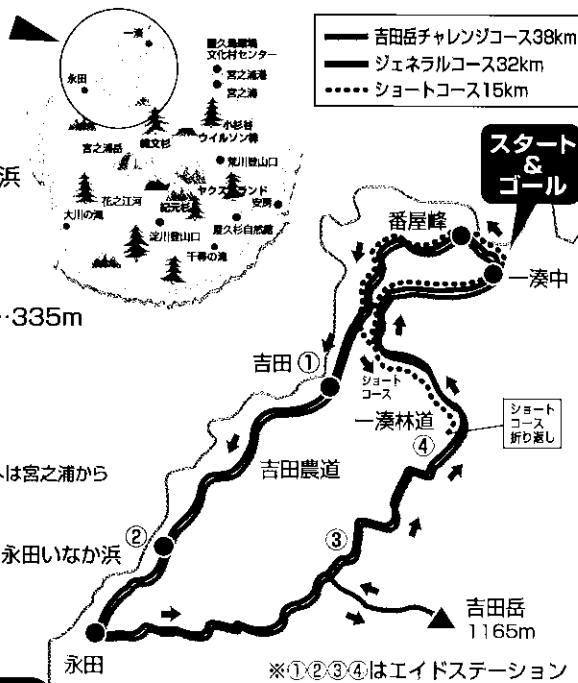 一湊
永田
屋久島環境
文化村センター
宮之浦港
宮之浦
小杉谷
ウイルソン株
縄文杉
宮之浦岳
荒川登山口
ヤクスランド
花之江河
紀元杉
安房
大川の滝
淀川登山口
屋久杉自然館
千尋の滝
吉田岳チャレンジコース38km
ジェネラルコース32km
ショートコース15km
スタート
&
ゴール
浜
番屋峰
一湊中
335m
吉田①
ショート
コース
一湊林道
④
ショート
コース
折り返し
吉田農道
は宮之浦から
②
永田いなか浜
③
吉田岳
1165m
永田
※①②③④はエイドステーション